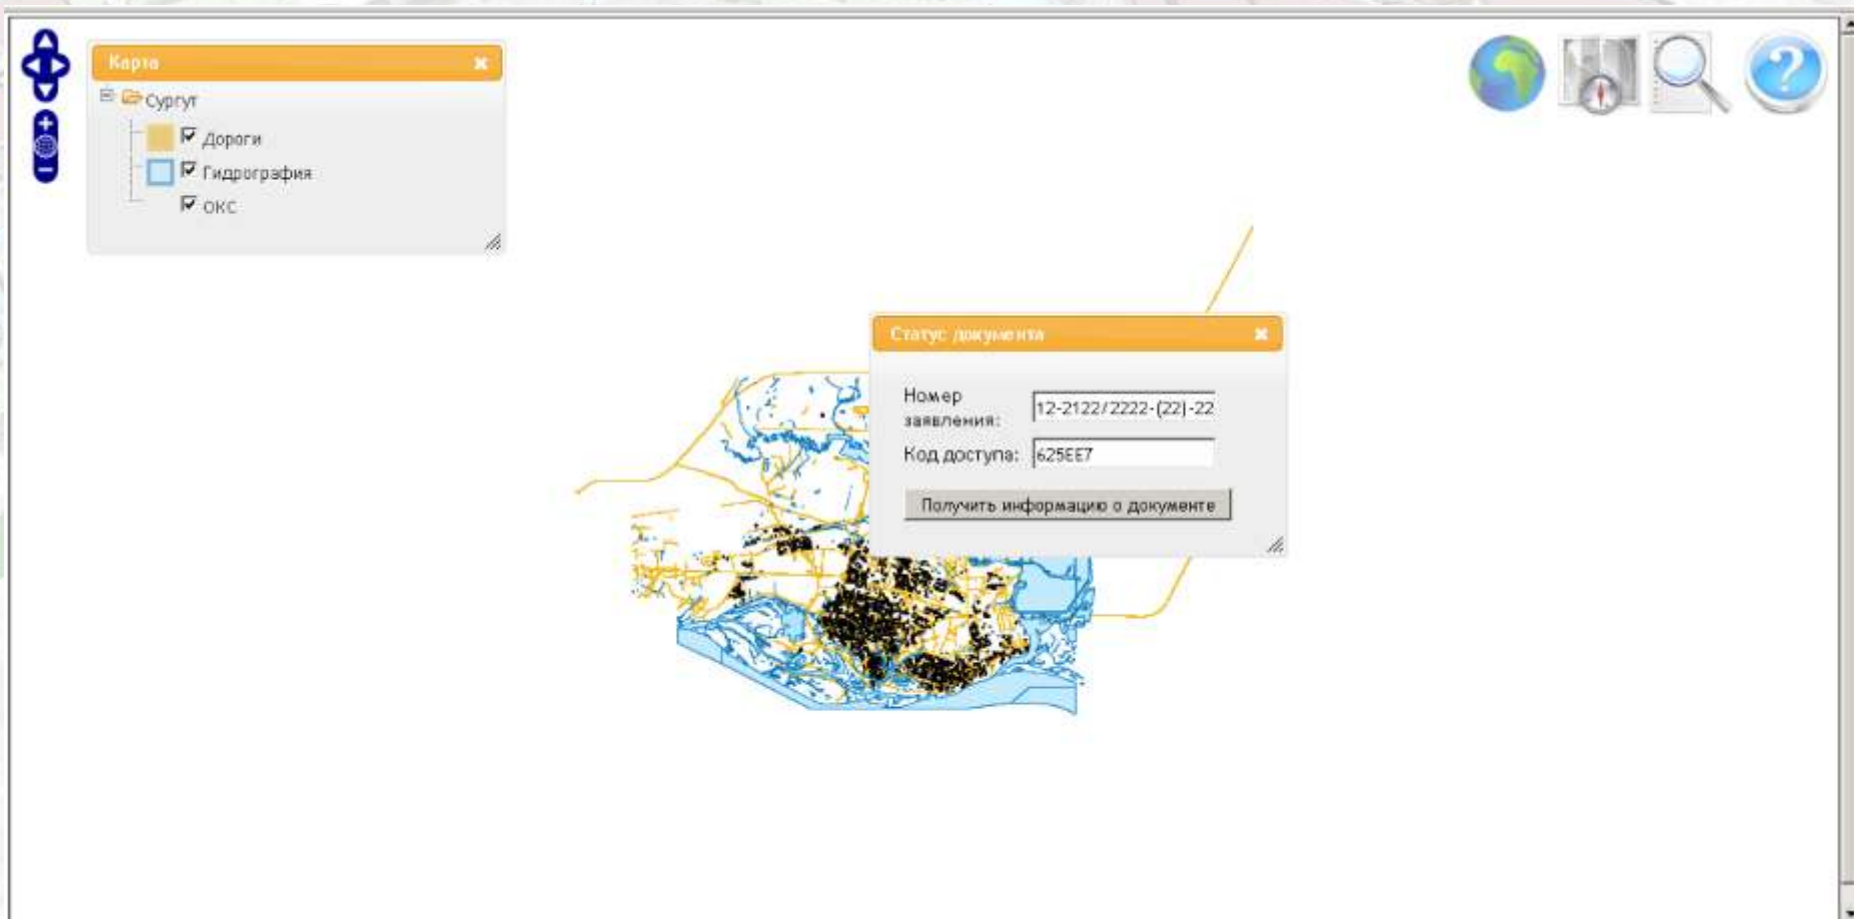 Карта
Сургут
Дороги
Гидрография
ОКС
Статус документа
Номер
заявления:
12-2122/2222-(22)-22
Код доступа:
625EE7
Получить информацию о документе